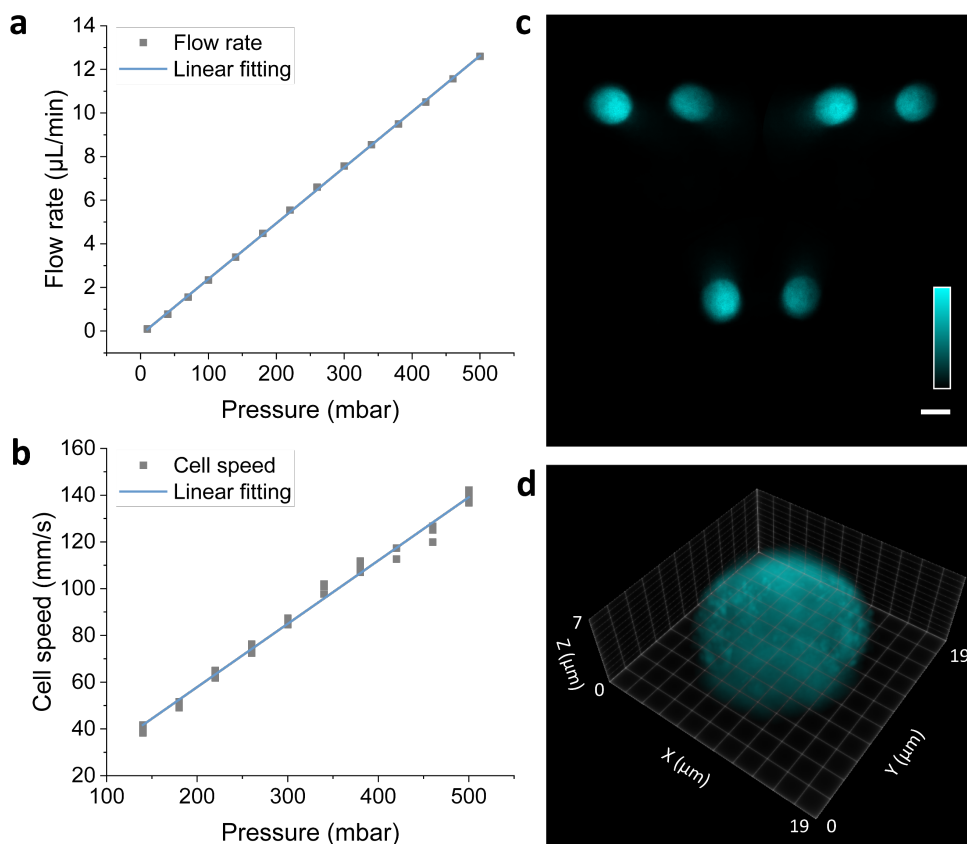 a
Flow rate
Linear fitting
14
12
10
8
6
4
2
0
Flow rate (µL/min)
0 100 200 300 400 500
Pressure (mbar)
b
Cell speed
Linear fitting
160
140
120
100
80
60
40
20
Cell speed (mm/s)
100 200 300 400 500
Pressure (mbar)
c
d
7
Z (µm)
0
X (µm)
19
0
Y (µm)
19